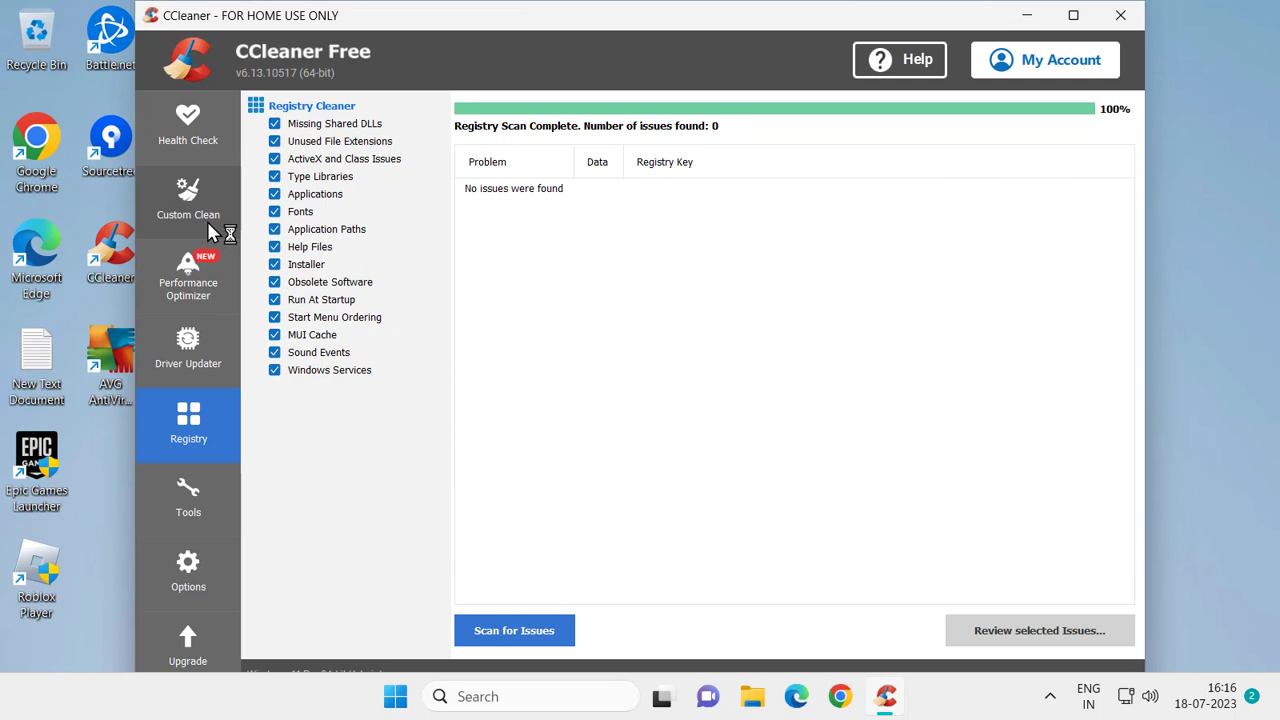 CCleaner - FOR HOME USE ONLY
Recycle Bin
Battle.net
CCleaner Free
v6.13.10517 (64-bit)
Help
My Account
Google Chrome
Sourcetre
Microsoft Edge
CCleaner
New Text Document
AVG AntiVir...
EPIC
GAM
Epic Games Launcher
Roblox Player
Health Check
Custom Clean
NEW
Performance Optimizer
Driver Updater
Registry
Tools
Options
Upgrade
Registry Cleaner
Missing Shared DLLs
Unused File Extensions
ActiveX and Class Issues
Type Libraries
Applications
Fonts
Application Paths
Help Files
Installer
Obsolete Software
Run At Startup
Start Menu Ordering
MUI Cache
Sound Events
Windows Services
100%
Registry Scan Complete. Number of issues found: 0
Problem Data Registry Key
No issues were found
Scan for Issues
Review selected Issues...
Search
ENG
IN
16:16
18-07-2023
2